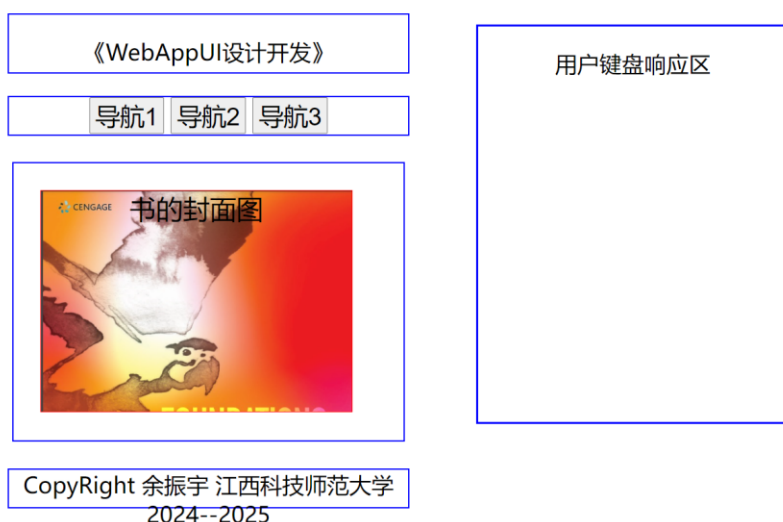 《WebAppUI设计开发》
导航1 导航2 导航3
CENGAGE
书的封面图
FOUNDATIONS
CopyRight 余振宇 江西科技师范大学
2024--2025
用户键盘响应区